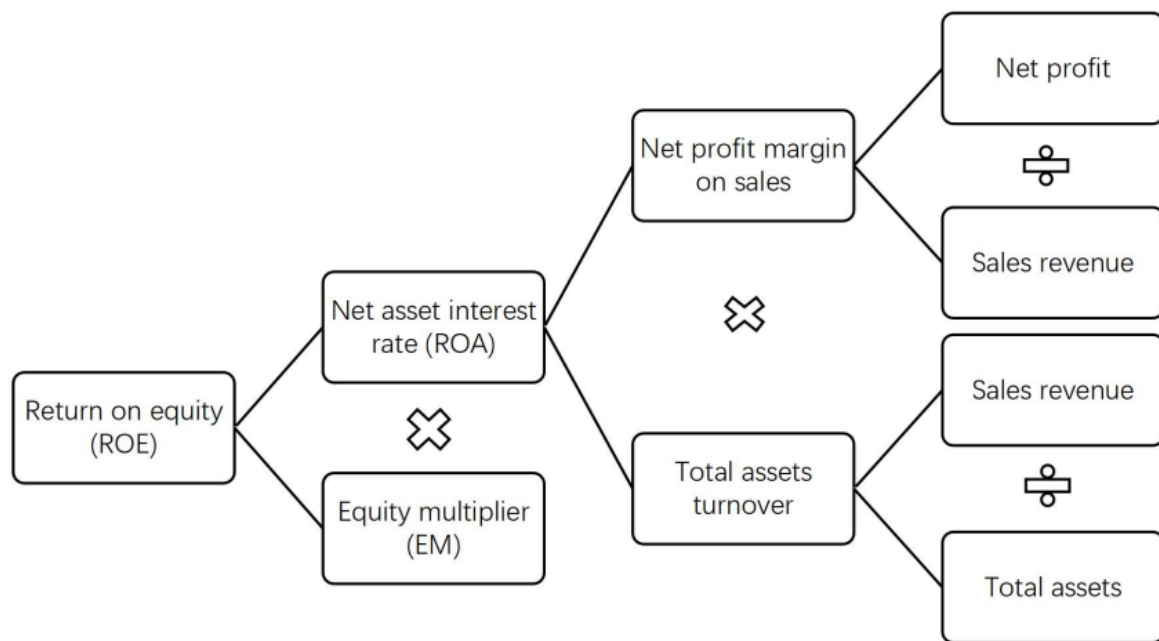 Net profit
÷
Net profit margin
on sales
Sales revenue
Net asset interest
rate (ROA)
✖
Sales revenue
Return on equity
(ROE)
✖
Total assets
turnover
÷
Equity multiplier
(EM)
Total assets